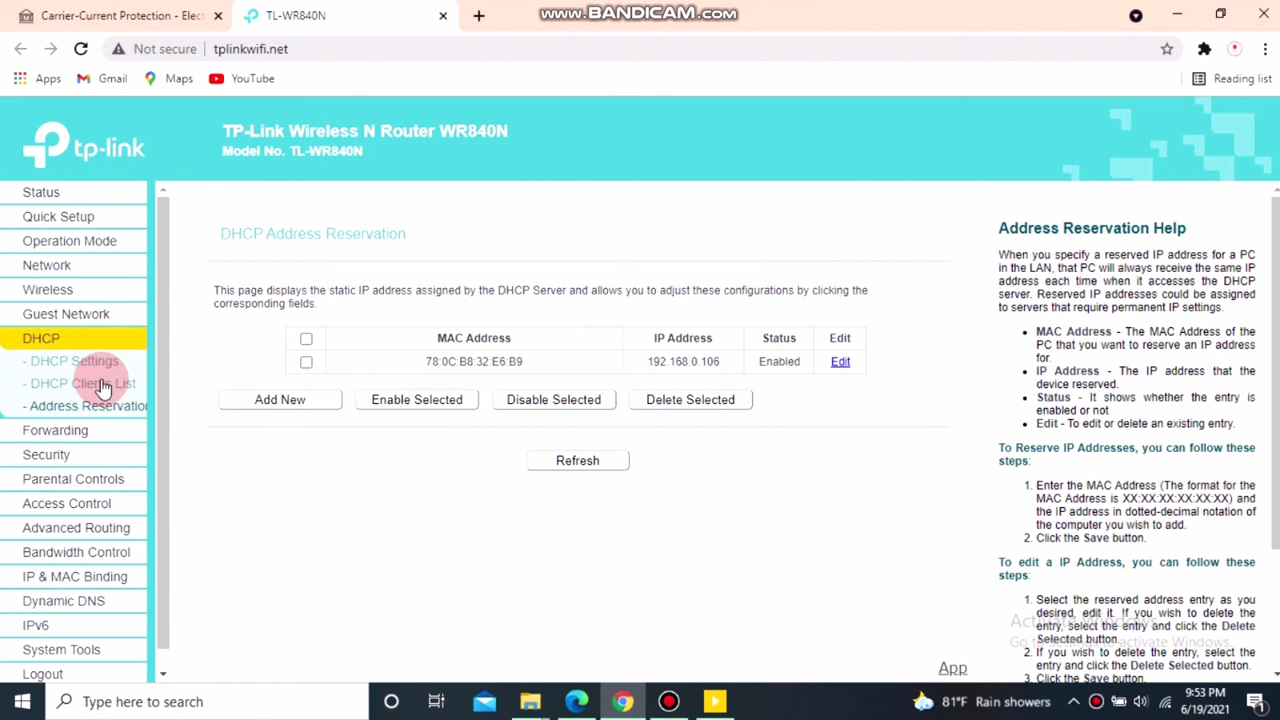 Carrier-Current Protection - Elect
TL-WR840N
www.BANDICAM.com
Not secure
tplinkwifi.net
Apps
Gmail
Maps
YouTube
Reading list
tp-link
TP-Link Wireless N Router WR840N
Model No. TL-WR840N
Status
Quick Setup
Operation Mode
Network
Wireless
Guest Network
DHCP
- DHCP Settings
- DHCP Clients List
- Address Reservation
Forwarding
Security
Parental Controls
Access Control
Advanced Routing
Bandwidth Control
IP & MAC Binding
Dynamic DNS
IPv6
System Tools
Logout
DHCP Address Reservation
This page displays the static IP address assigned by the DHCP Server and allows you to adjust these configurations by clicking the
corresponding fields.
MAC Address IP Address Status Edit
78:0C:B8:32:E6:B9 192.168.0.106 Enabled Edit
Add New Enable Selected Disable Selected Delete Selected
Refresh
App
Address Reservation Help
When you specify a reserved IP address for a PC
in the LAN, that PC will always receive the same IP
address each time when it accesses the DHCP
server. Reserved IP addresses could be assigned
to servers that require permanent IP settings.
• MAC Address - The MAC Address of the
PC that you want to reserve an IP address
for.
• IP Address - The IP address that the
device reserved.
• Status - It shows whether the entry is
enabled or not
• Edit - To edit or delete an existing entry.
To Reserve IP Addresses, you can follow these
steps:
1. Enter the MAC Address (The format for the
MAC Address is XX:XX:XX:XX:XX:XX) and
the IP address in dotted-decimal notation of
the computer you wish to add.
2. Click the Save button.
To edit a IP Address, you can follow these
steps:
1. Select the reserved address entry as you
desired, edit it. If you wish to delete the
entry, select the entry and click the Delete
Selected button.
2. If you wish to delete the entry, select the
entry and click the Delete Selected button.
3. Click the Save button.
Activate Windows
Go to Settings to activate Windows.
Type here to search
81°F Rain showers
9:53 PM
6/19/2021
1